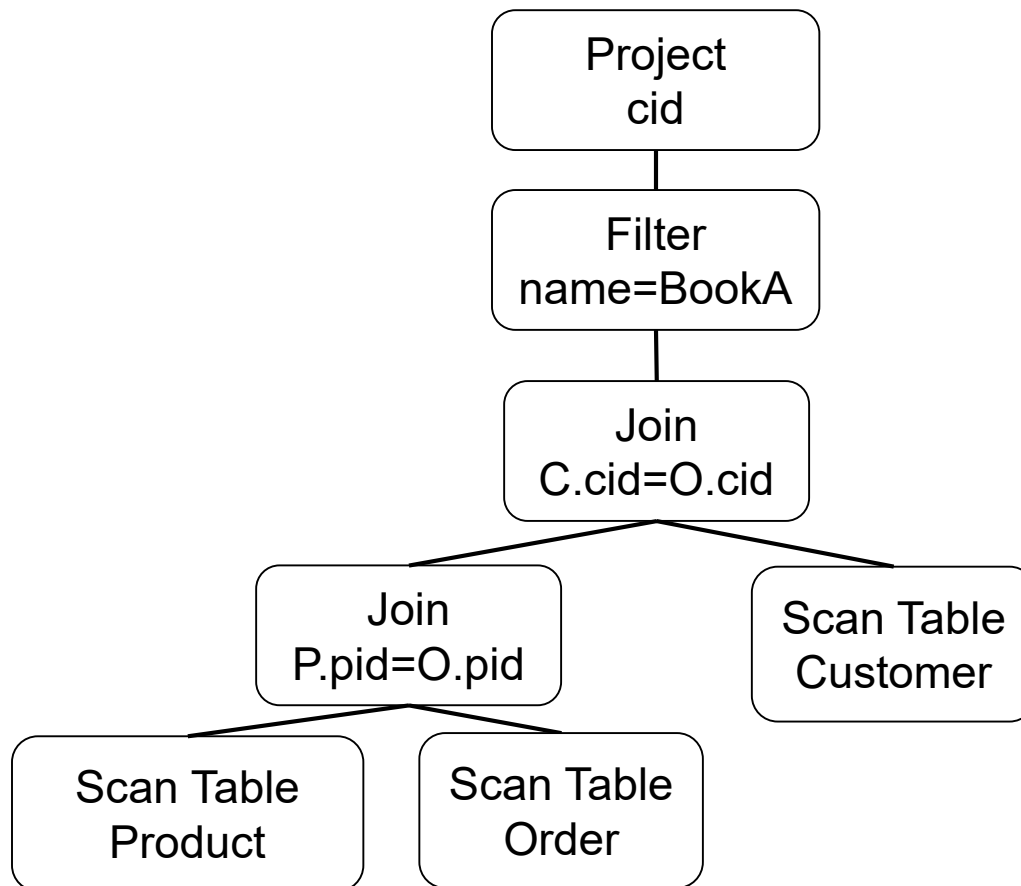 Project
cid
Filter
name=BookA
Join
C.cid=O.cid
Join
P.pid=O.pid
Scan Table
Customer
Scan Table
Product
Scan Table
Order